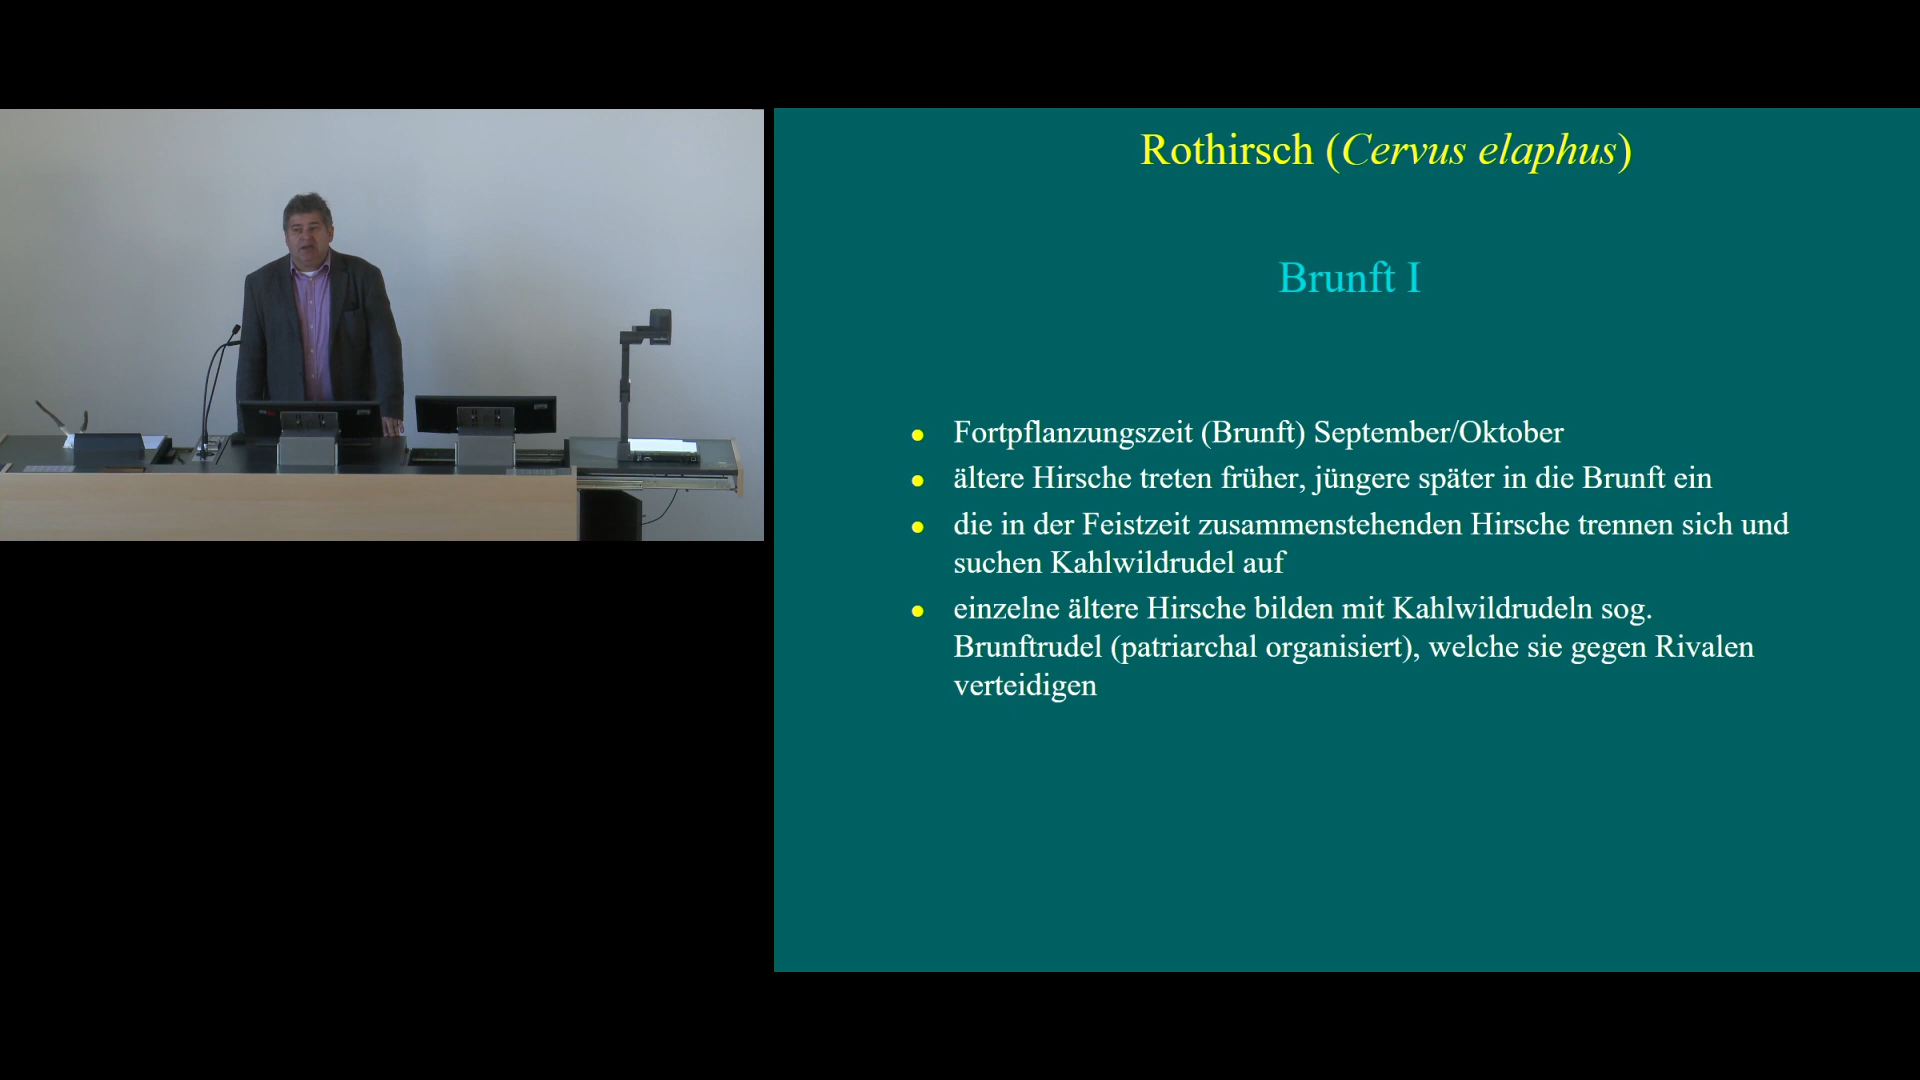 Rothirsch (Cervus elaphus)
Brunft I
• Fortpflanzungszeit (Brunft) September/Oktober
• ältere Hirsche treten früher, jüngere später in die Brunft ein
• die in der Feistzeit zusammenstehenden Hirsche trennen sich und
suchen Kahlwildrudel auf
• einzelne ältere Hirsche bilden mit Kahlwildrudeln sog.
Brunftrudel (patriarchal organisiert), welche sie gegen Rivalen
verteidigen